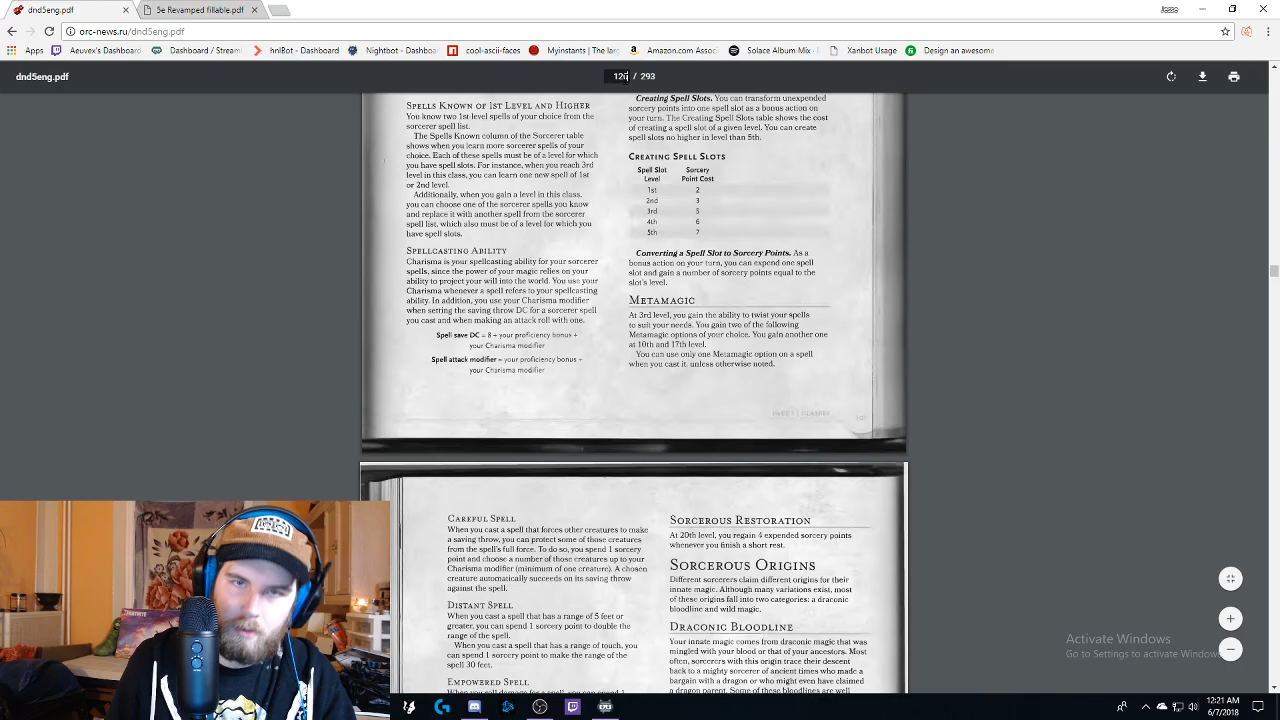 dnd5eng.pdf
5e Revamped fillable.pdf
orc-news.ru/dnd5eng.pdf
Apps
Aeuvex's Dashboard
Dashboard / Stream
hniBot - Dashboard
Nightbot - Dashboa
cool-ascii-faces
Myinstants | The larg
Amazon.com Associ
Solace Album Mix -
Xanbot Usage
Design an awesome
dnd5eng.pdf
/ 293
Spells Known of 1st Level and Higher
You know two 1st-level spells of your choice from the
sorcerer spell list.
The Spells Known column of the Sorcerer table
shows when you learn more sorcerer spells of your
choice. Each of these spells must be of a level for which
you have spell slots. For instance, when you reach 3rd
level in this class, you can learn one new spell of 1st
or 2nd level.
Additionally, when you gain a level in this class,
you can choose one of the sorcerer spells you know
and replace it with another spell from the sorcerer
spell list, which also must be of a level for which you
have spell slots.
Spellcasting Ability
Charisma is your spellcasting ability for your sorcerer
spells, since the power of your magic relies on your
ability to project your will into the world. You use your
Charisma whenever a spell refers to your spellcasting
ability. In addition, you use your Charisma modifier
when setting the saving throw DC for a sorcerer spell
you cast and when making an attack roll with one.
Spell save DC = 8 + your proficiency bonus +
your Charisma modifier
Spell attack modifier = your proficiency bonus +
your Charisma modifier
Creating Spell Slots. You can transform unexpended
sorcery points into one spell slot as a bonus action on
your turn. The Creating Spell Slots table shows the cost
of creating a spell slot of a given level. You can create
spell slots no higher in level than 5th.
Creating Spell Slots
Spell Slot Sorcery
Level Point Cost
1st 2
2nd 3
3rd 5
4th 6
5th 7
Converting a Spell Slot to Sorcery Points. As a
bonus action on your turn, you can expend one spell
slot and gain a number of sorcery points equal to the
slot's level.
Metamagic
At 3rd level, you gain the ability to twist your spells
to suit your needs. You gain two of the following
Metamagic options of your choice. You gain another one
at 10th and 17th level.
You can use only one Metamagic option on a spell
when you cast it, unless otherwise noted.
PART 1 | CLASSES
Careful Spell
When you cast a spell that forces other creatures to make
a saving throw, you can protect some of those creatures
from the spell's full force. To do so, you spend 1 sorcery
point and choose a number of those creatures up to your
Charisma modifier (minimum of one creature). A chosen
creature automatically succeeds on its saving throw
against the spell.
Distant Spell
When you cast a spell that has a range of 5 feet or
greater, you can spend 1 sorcery point to double the
range of the spell.
When you cast a spell that has a range of touch, you
can spend 1 sorcery point to make the range of the
spell 30 feet.
Empowered Spell
When you roll damage for a spell, you can spend 1
Sorcerous Restoration
At 20th level, you regain 4 expended sorcery points
whenever you finish a short rest.
Sorcerous Origins
Different sorcerers claim different origins for their
innate magic. Although many variations exist, most
of these origins fall into two categories: a draconic
bloodline and wild magic.
Draconic Bloodline
Your innate magic comes from draconic magic that was
mingled with your blood or that of your ancestors. Most
often, sorcerers with this origin trace their descent
back to a mighty sorcerer of ancient times who made a
bargain with a dragon or who might even have claimed
a dragon parent. Some of these bloodlines are well
Activate Windows
Go to Settings to activate Window
12:21 AM
6/7/2018